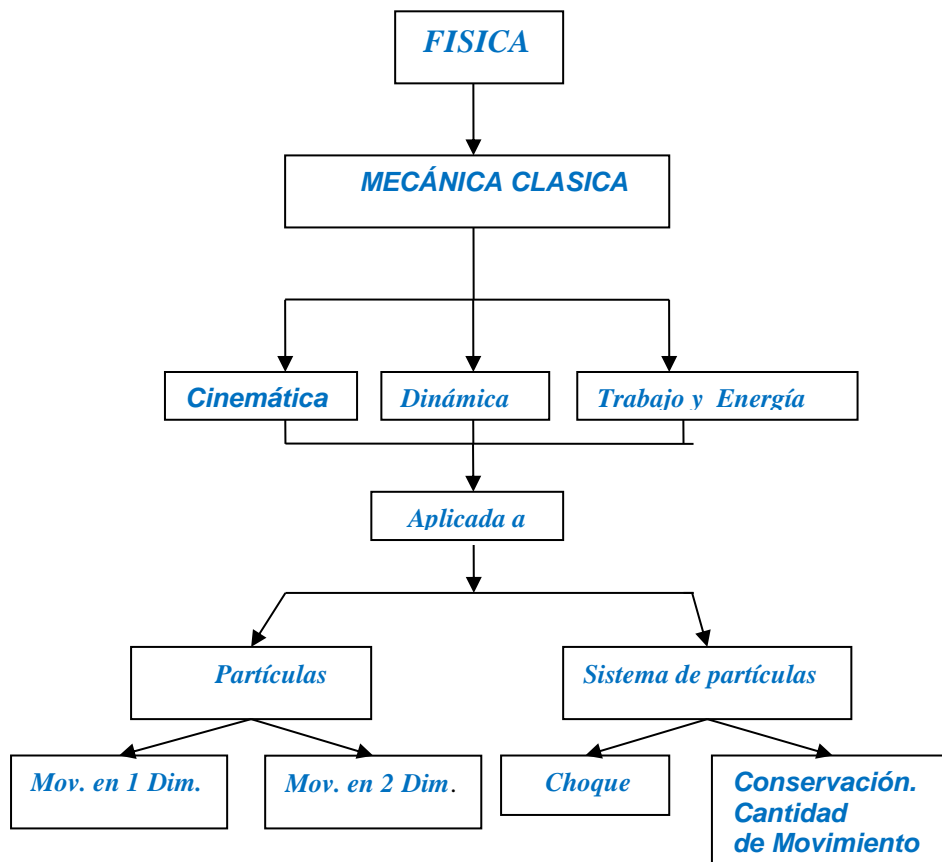 FISICA
MECÁNICA CLASICA
Cinemática
Dinámica
Trabajo y Energía
Aplicada a
Partículas
Sistema de partículas
Mov. en 1 Dim.
Mov. en 2 Dim.
Choque
Conservación.
Cantidad
de Movimiento